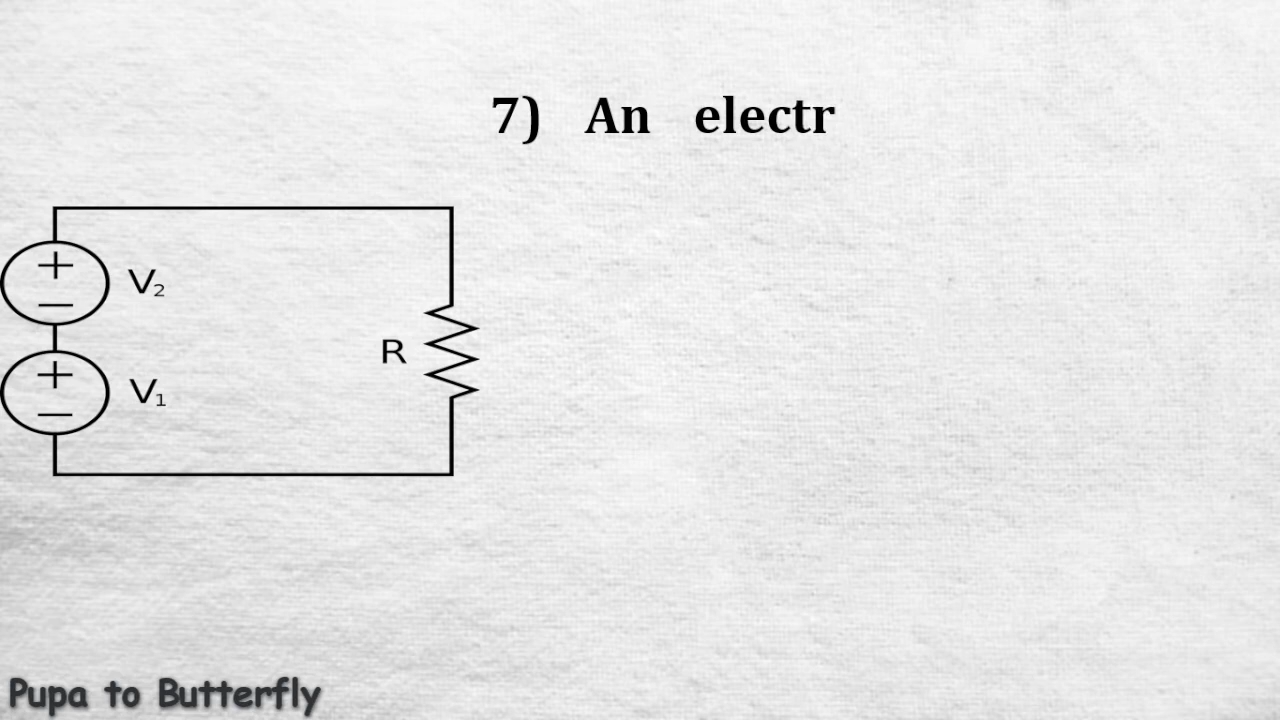 7) An electr
+
−
V₂
R
+
−
V₁
Pupa to Butterfly